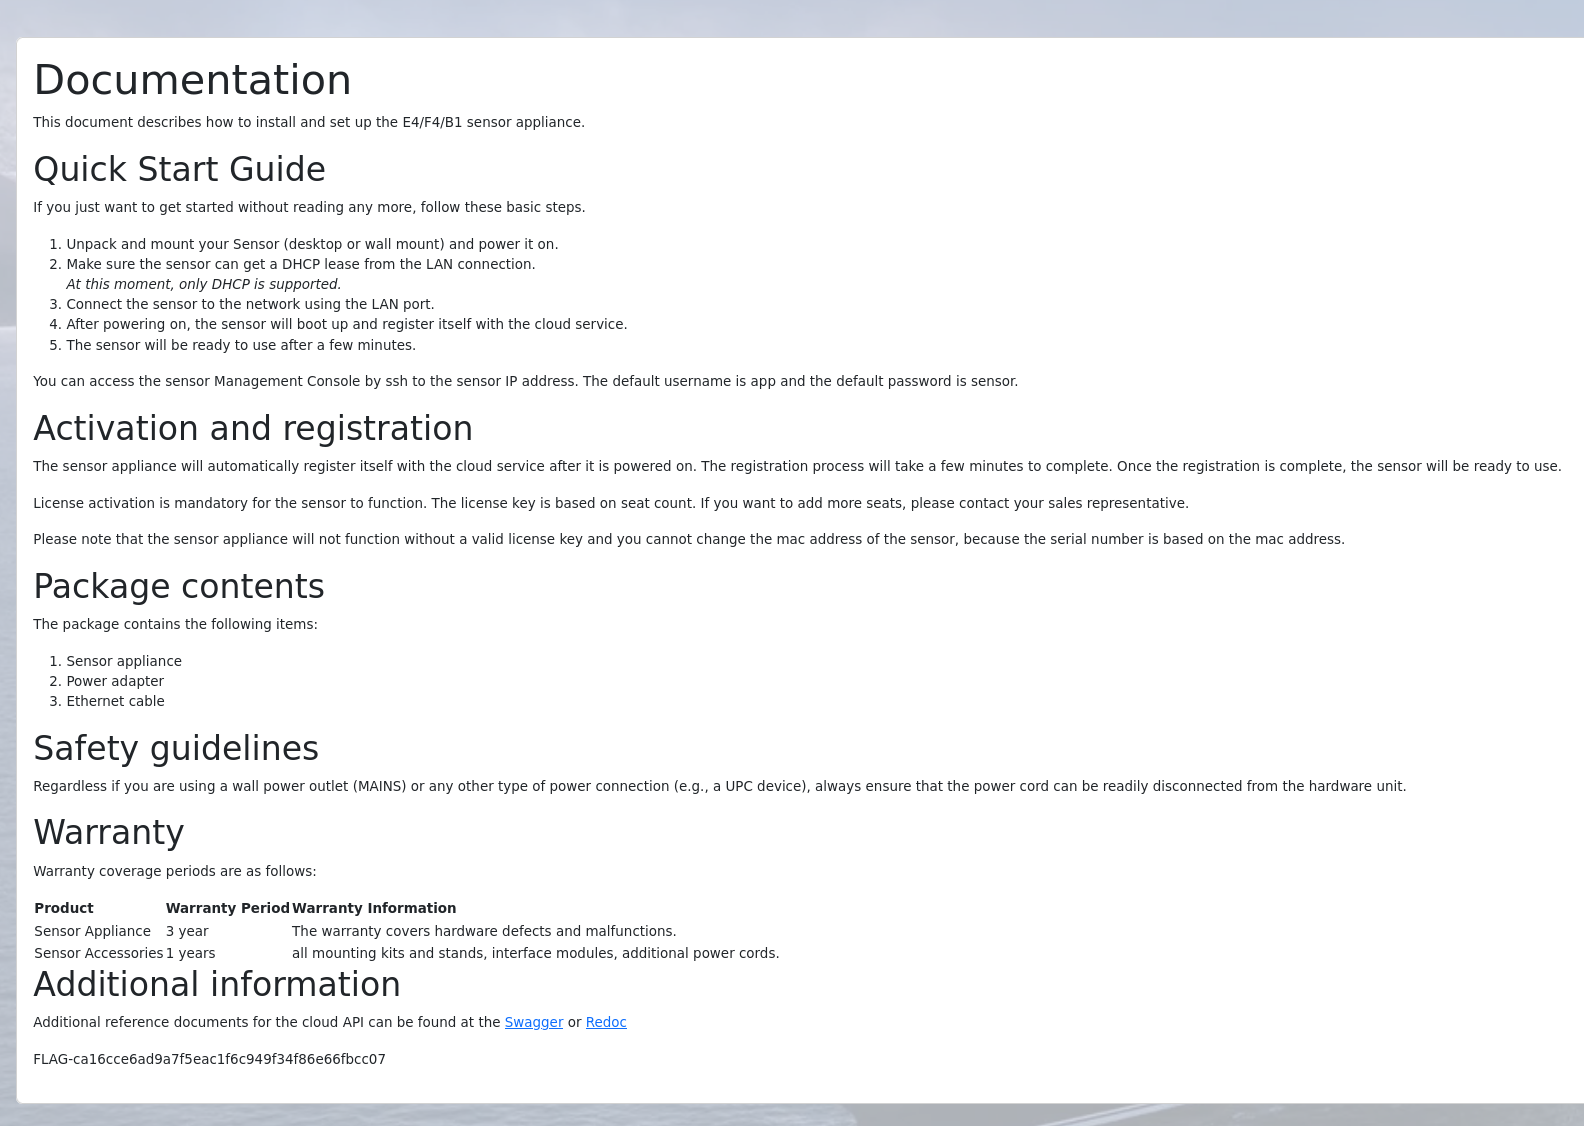 Documentation
This document describes how to install and set up the E4/F4/B1 sensor appliance.
Quick Start Guide
If you just want to get started without reading any more, follow these basic steps.
1. Unpack and mount your Sensor (desktop or wall mount) and power it on.
2. Make sure the sensor can get a DHCP lease from the LAN connection.
At this moment, only DHCP is supported.
3. Connect the sensor to the network using the LAN port.
4. After powering on, the sensor will boot up and register itself with the cloud service.
5. The sensor will be ready to use after a few minutes.
You can access the sensor Management Console by ssh to the sensor IP address. The default username is app and the default password is sensor.
Activation and registration
The sensor appliance will automatically register itself with the cloud service after it is powered on. The registration process will take a few minutes to complete. Once the registration is complete, the sensor will be ready to use.
License activation is mandatory for the sensor to function. The license key is based on seat count. If you want to add more seats, please contact your sales representative.
Please note that the sensor appliance will not function without a valid license key and you cannot change the mac address of the sensor, because the serial number is based on the mac address.
Package contents
The package contains the following items:
1. Sensor appliance
2. Power adapter
3. Ethernet cable
Safety guidelines
Regardless if you are using a wall power outlet (MAINS) or any other type of power connection (e.g., a UPC device), always ensure that the power cord can be readily disconnected from the hardware unit.
Warranty
Warranty coverage periods are as follows:
Product Warranty Period Warranty Information
Sensor Appliance 3 year The warranty covers hardware defects and malfunctions.
Sensor Accessories 1 years all mounting kits and stands, interface modules, additional power cords.
Additional information
Additional reference documents for the cloud API can be found at the Swagger or Redoc
FLAG-ca16cce6ad9a7f5eac1f6c949f34f86e66fbcc07